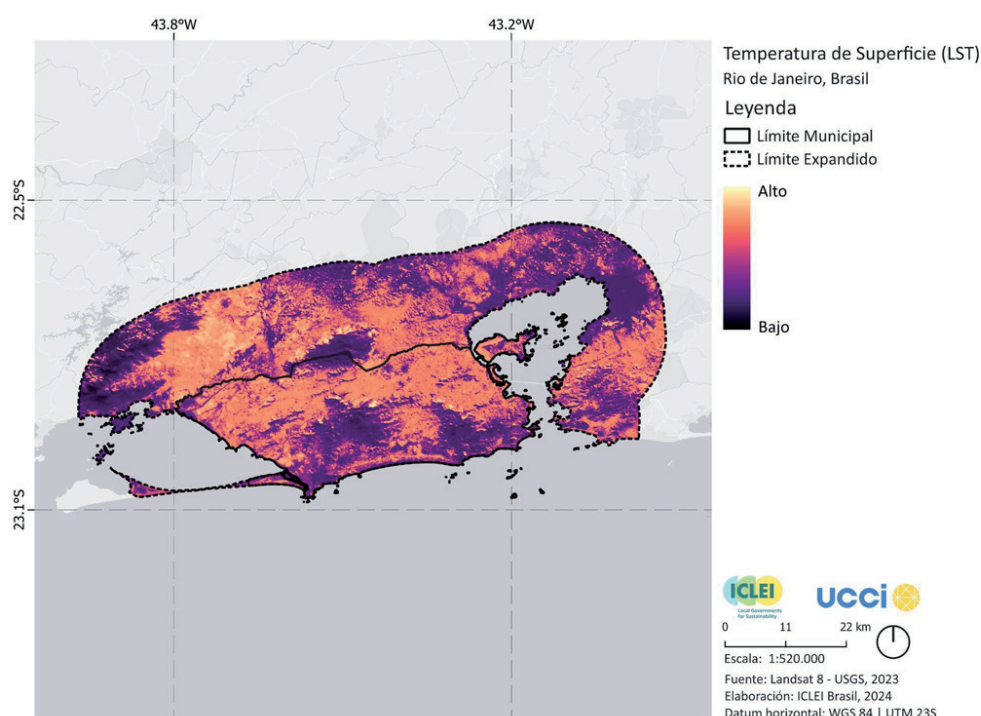 43.8°W
43.2°W
22.5°S
23.1°S
Temperatura de Superficie (LST)
Rio de Janeiro, Brasil
Leyenda
Límite Municipal
Límite Expandido
Alto
Bajo
ICLEI
Local Governments
for Sustainability
UCCI
0 11 22 km
Escala: 1:520.000
Fuente: Landsat 8 - USGS, 2023
Elaboración: ICLEI Brasil, 2024
Datum horizontal: WGS 84 | UTM 23S